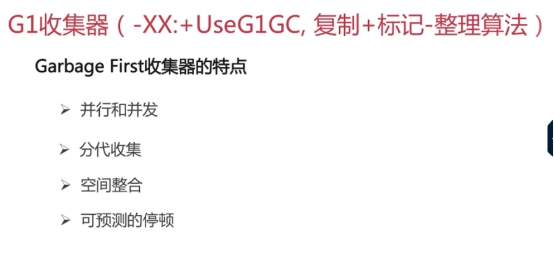 G1收集器（-XX:+UseG1GC, 复制+标记-整理算法）
Garbage First收集器的特点
➢ 并行和并发
➢ 分代收集
➢ 空间整合
➢ 可预测的停顿